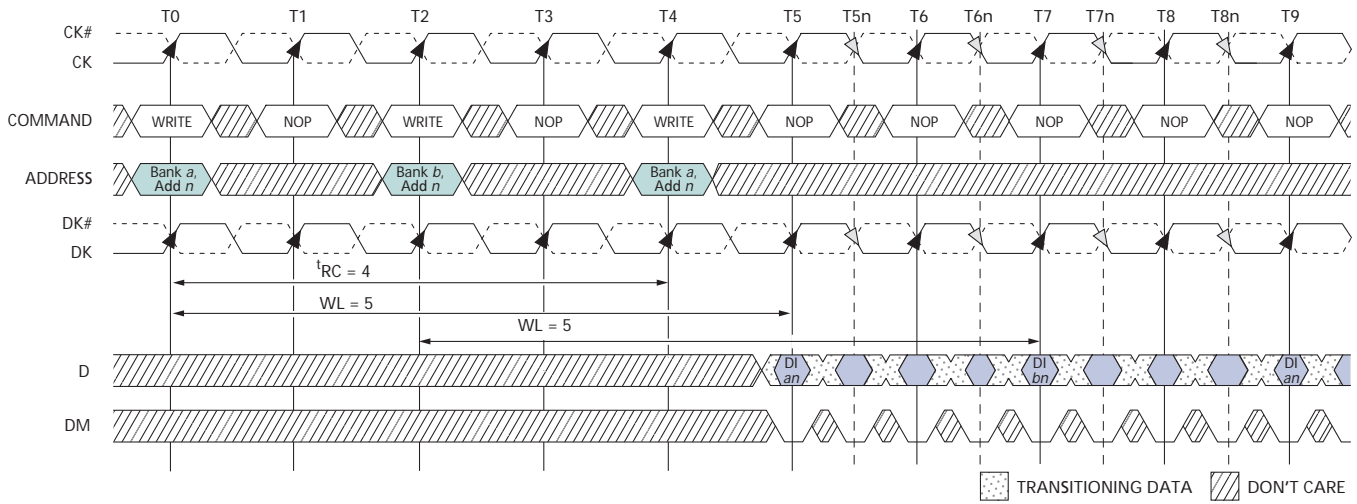 T0 T1 T2 T3 T4 T5 T5n T6 T6n T7 T7n T8 T8n T9
CK#
CK
COMMAND WRITE NOP WRITE NOP WRITE NOP NOP NOP NOP NOP
ADDRESS Bank a, Add n Bank b, Add n Bank a, Add n
DK#
DK
tRC = 4
WL = 5
WL = 5
D DI an DI bn DI an
DM
TRANSITIONING DATA DON'T CARE